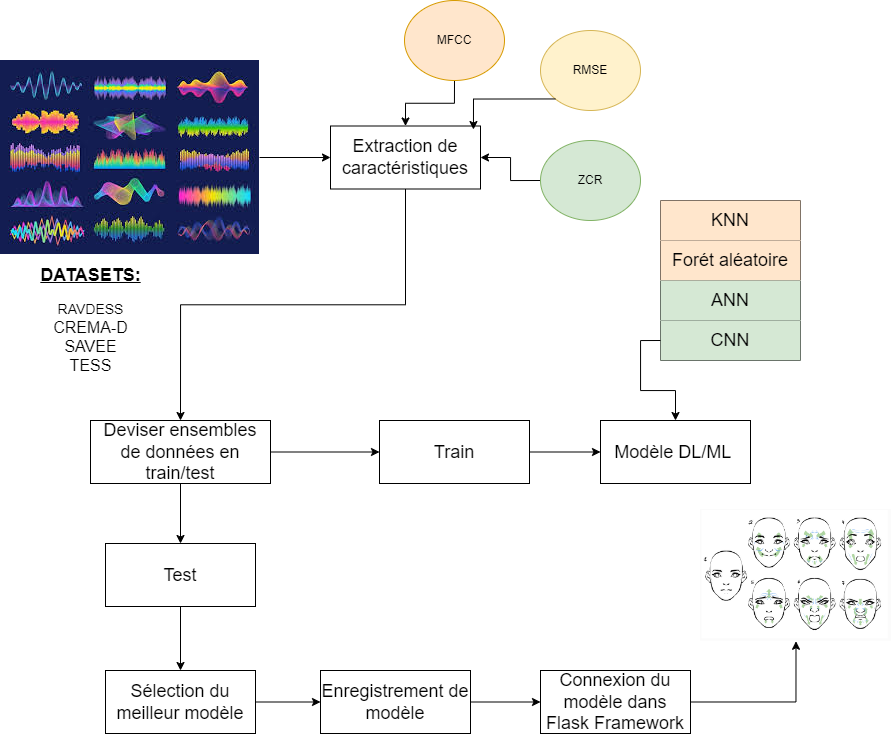 MFCC
RMSE
Extraction de
caractéristiques
ZCR
KNN
Forét aléatoire
ANN
CNN
DATASETS:
RAVDESS
CREMA-D
SAVEE
TESS
Deviser ensembles
de données en
train/test
Train
Modèle DL/ML
Test
Sélection du
meilleur modèle
Enregistrement de
modèle
Connexion du
modèle dans
Flask Framework